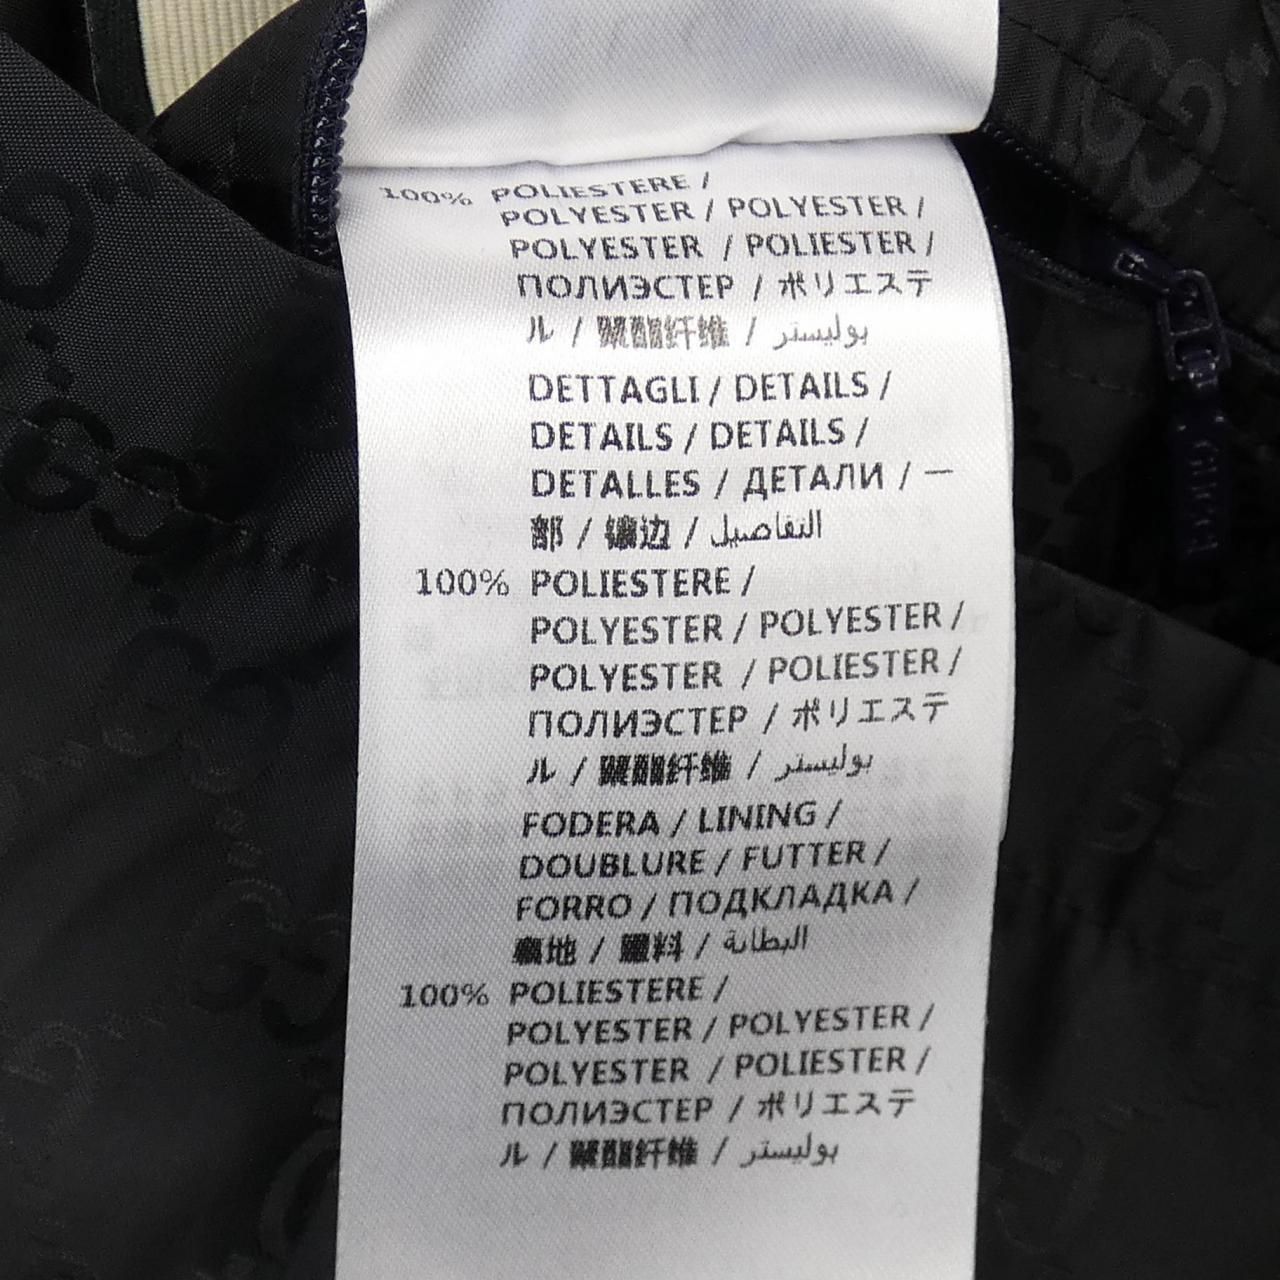 100% POLIESTERE /
POLYESTER / POLYESTER /
POLYESTER / POLIESTER /
ПОЛИЭСТЕР / ポリエステ
ル / 聚酯纤维 / بوليستر
DETTAGLI / DETAILS /
DETAILS / DETAILS /
DETALLES / ДЕТАЛИ / 一
部 / 镶边 / التفاصيل
100% POLIESTERE /
POLYESTER / POLYESTER /
POLYESTER / POLIESTER /
ПОЛИЭСТЕР / ポリエステ
ル / 聚酯纤维 / بوليستر
FODERA / LINING /
DOUBLURE / FUTTER /
FORRO / ПОДКЛАДКА /
裏地 / 里料 / البطانة
100% POLIESTERE /
POLYESTER / POLYESTER /
POLYESTER / POLIESTER /
ПОЛИЭСТЕР / ポリエステ
ル / 聚酯纤维 / بوليستر
GUCCI